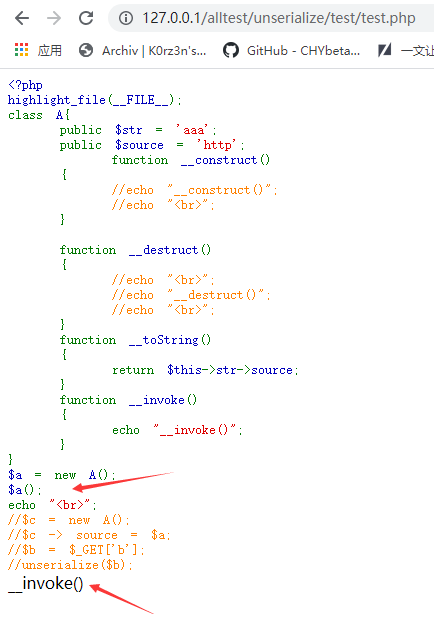 127.0.0.1/alltest/unserialize/test/test.php
应用 Archiv | K0rz3n's... GitHub - CHYbeta... 一文让
<?php
highlight_file(__FILE__);
class A{
public $str = 'aaa';
public $source = 'http';
function __construct()
{
//echo "__construct()";
//echo "<br>";
}
function __destruct()
{
//echo "<br>";
//echo "__destruct()";
//echo "<br>";
}
function __toString()
{
return $this->str->source;
}
function __invoke()
{
echo "__invoke()";
}
}
$a = new A();
$a();
echo "<br>";
//$c = new A();
//$c -> source = $a;
//$b = $_GET['b'];
//unserialize($b);
__invoke()